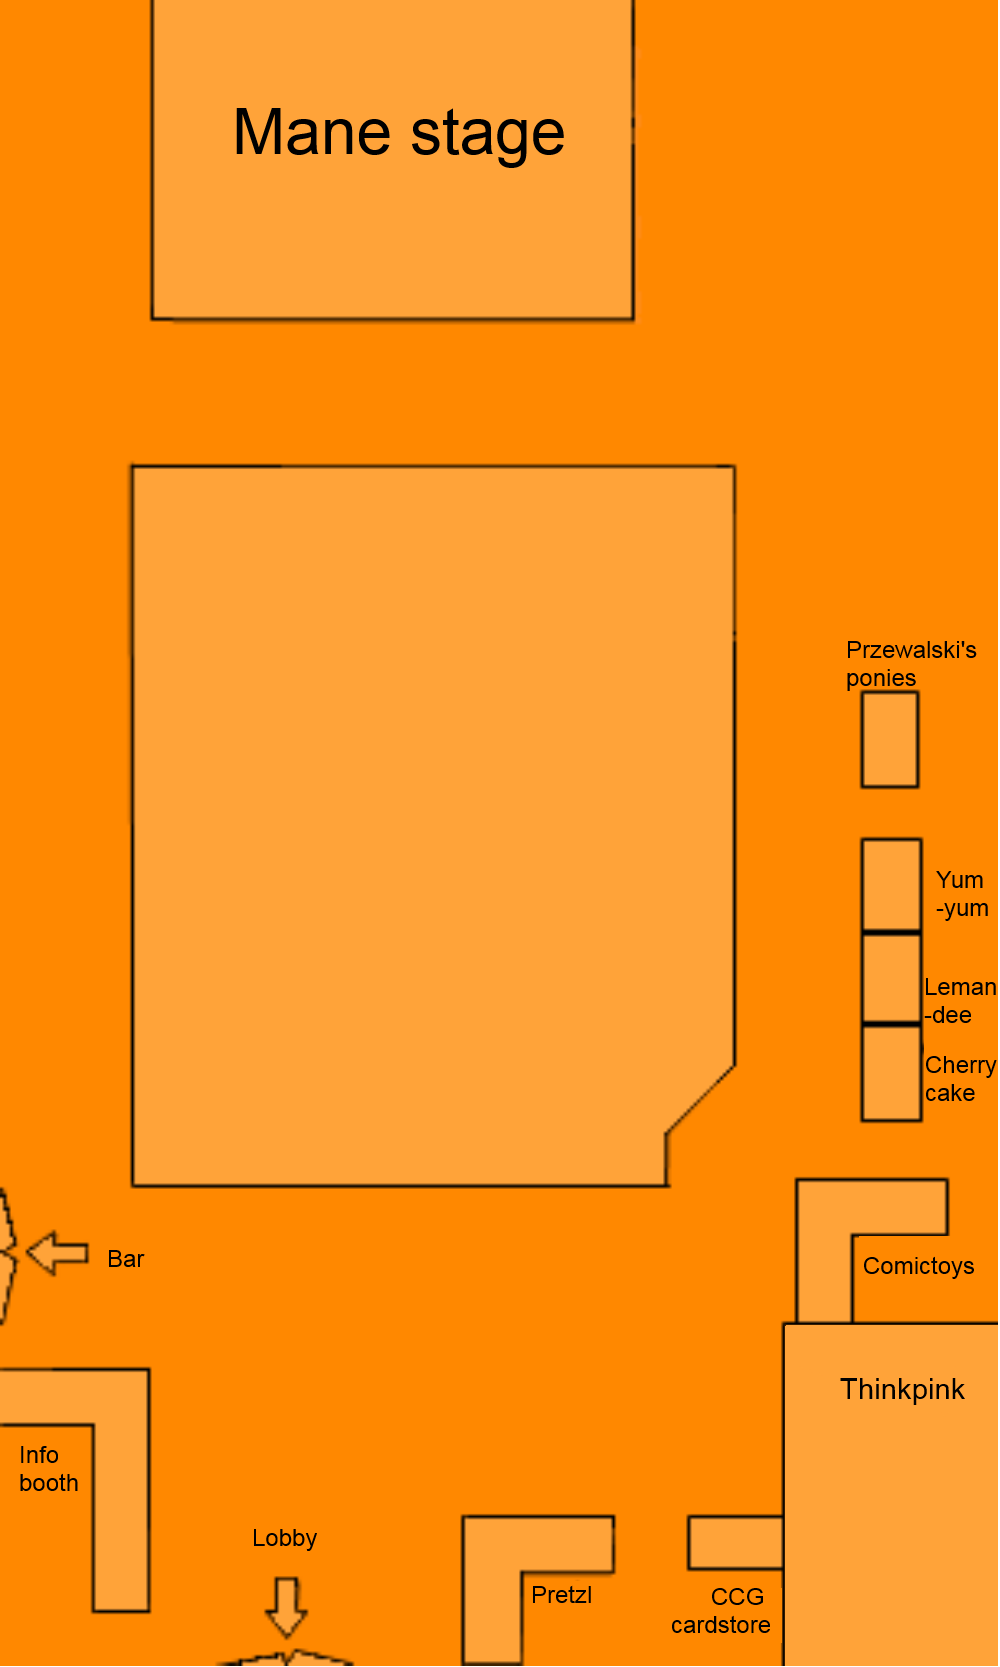 Mane stage
Przewalski's
ponies
Yum
-yum
Leman
-dee
Cherry
cake
Bar
Comictoys
Thinkpink
Info
booth
Lobby
Pretzl
CCG
cardstore